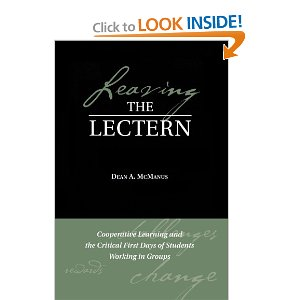 Click to LOOK INSIDE!
Leaving
THE
LECTERN
DEAN A. MCMANUS
challenges
Cooperative Learning and
the Critical First Days of Students
Working in Groups
rewards
change